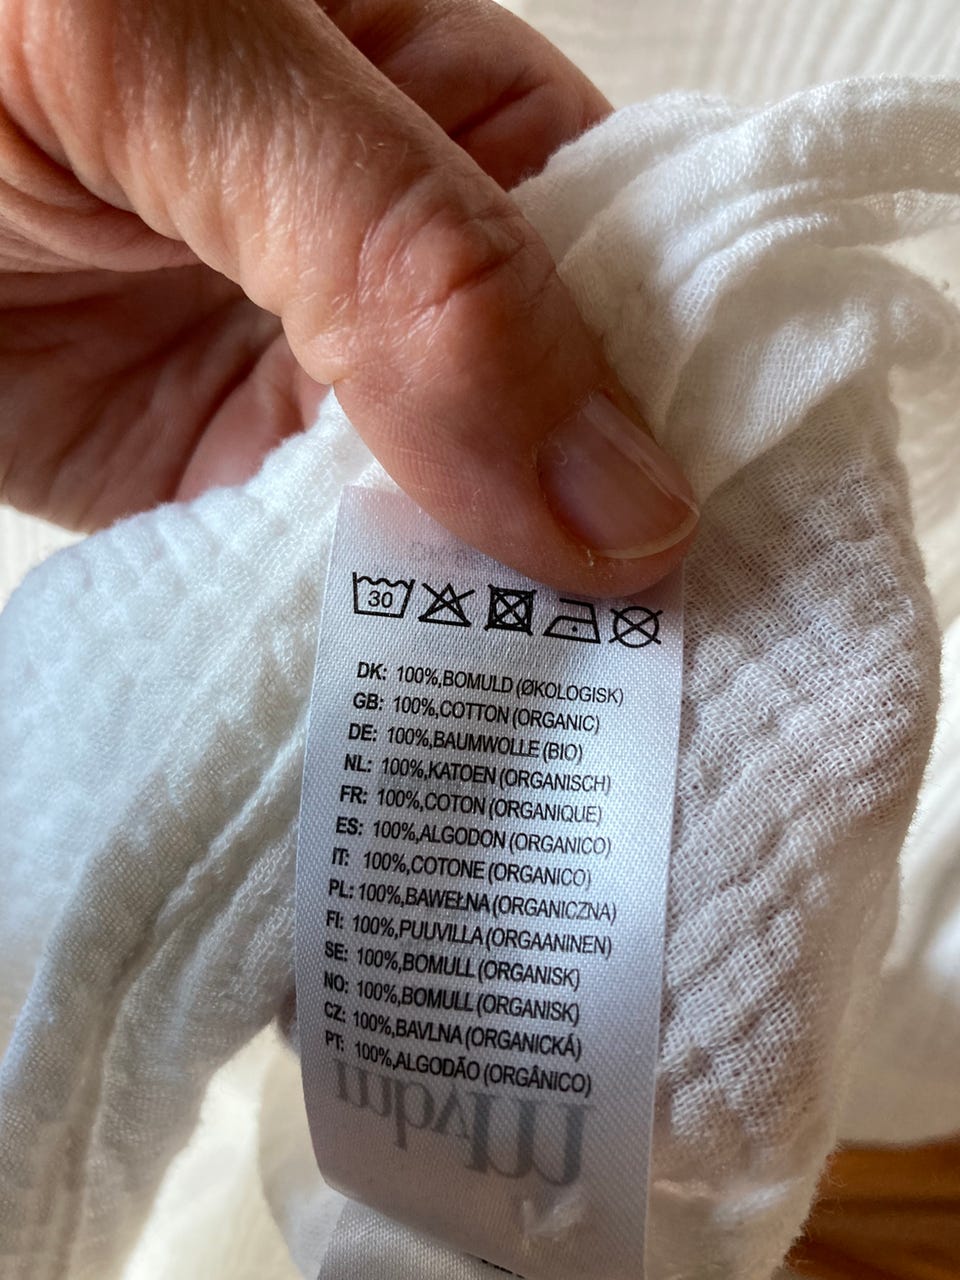 30
DK: 100%,BOMULD (ØKOLOGISK)
GB: 100%,COTTON (ORGANIC)
DE: 100%,BAUMWOLLE (BIO)
NL: 100%,KATOEN (ORGANISCH)
FR: 100%,COTON (ORGANIQUE)
ES: 100%,ALGODON (ORGANICO)
IT: 100%,COTONE (ORGANICO)
PL: 100%,BAWEŁNA (ORGANICZNA)
FI: 100%,PUUVILLA (ORGAANINEN)
SE: 100%,BOMULL (ORGANISK)
NO: 100%,BOMULL (ORGANISK)
CZ: 100%,BAVLNA (ORGANICKÁ)
PT: 100%,ALGODÃO (ORGÂNICO)